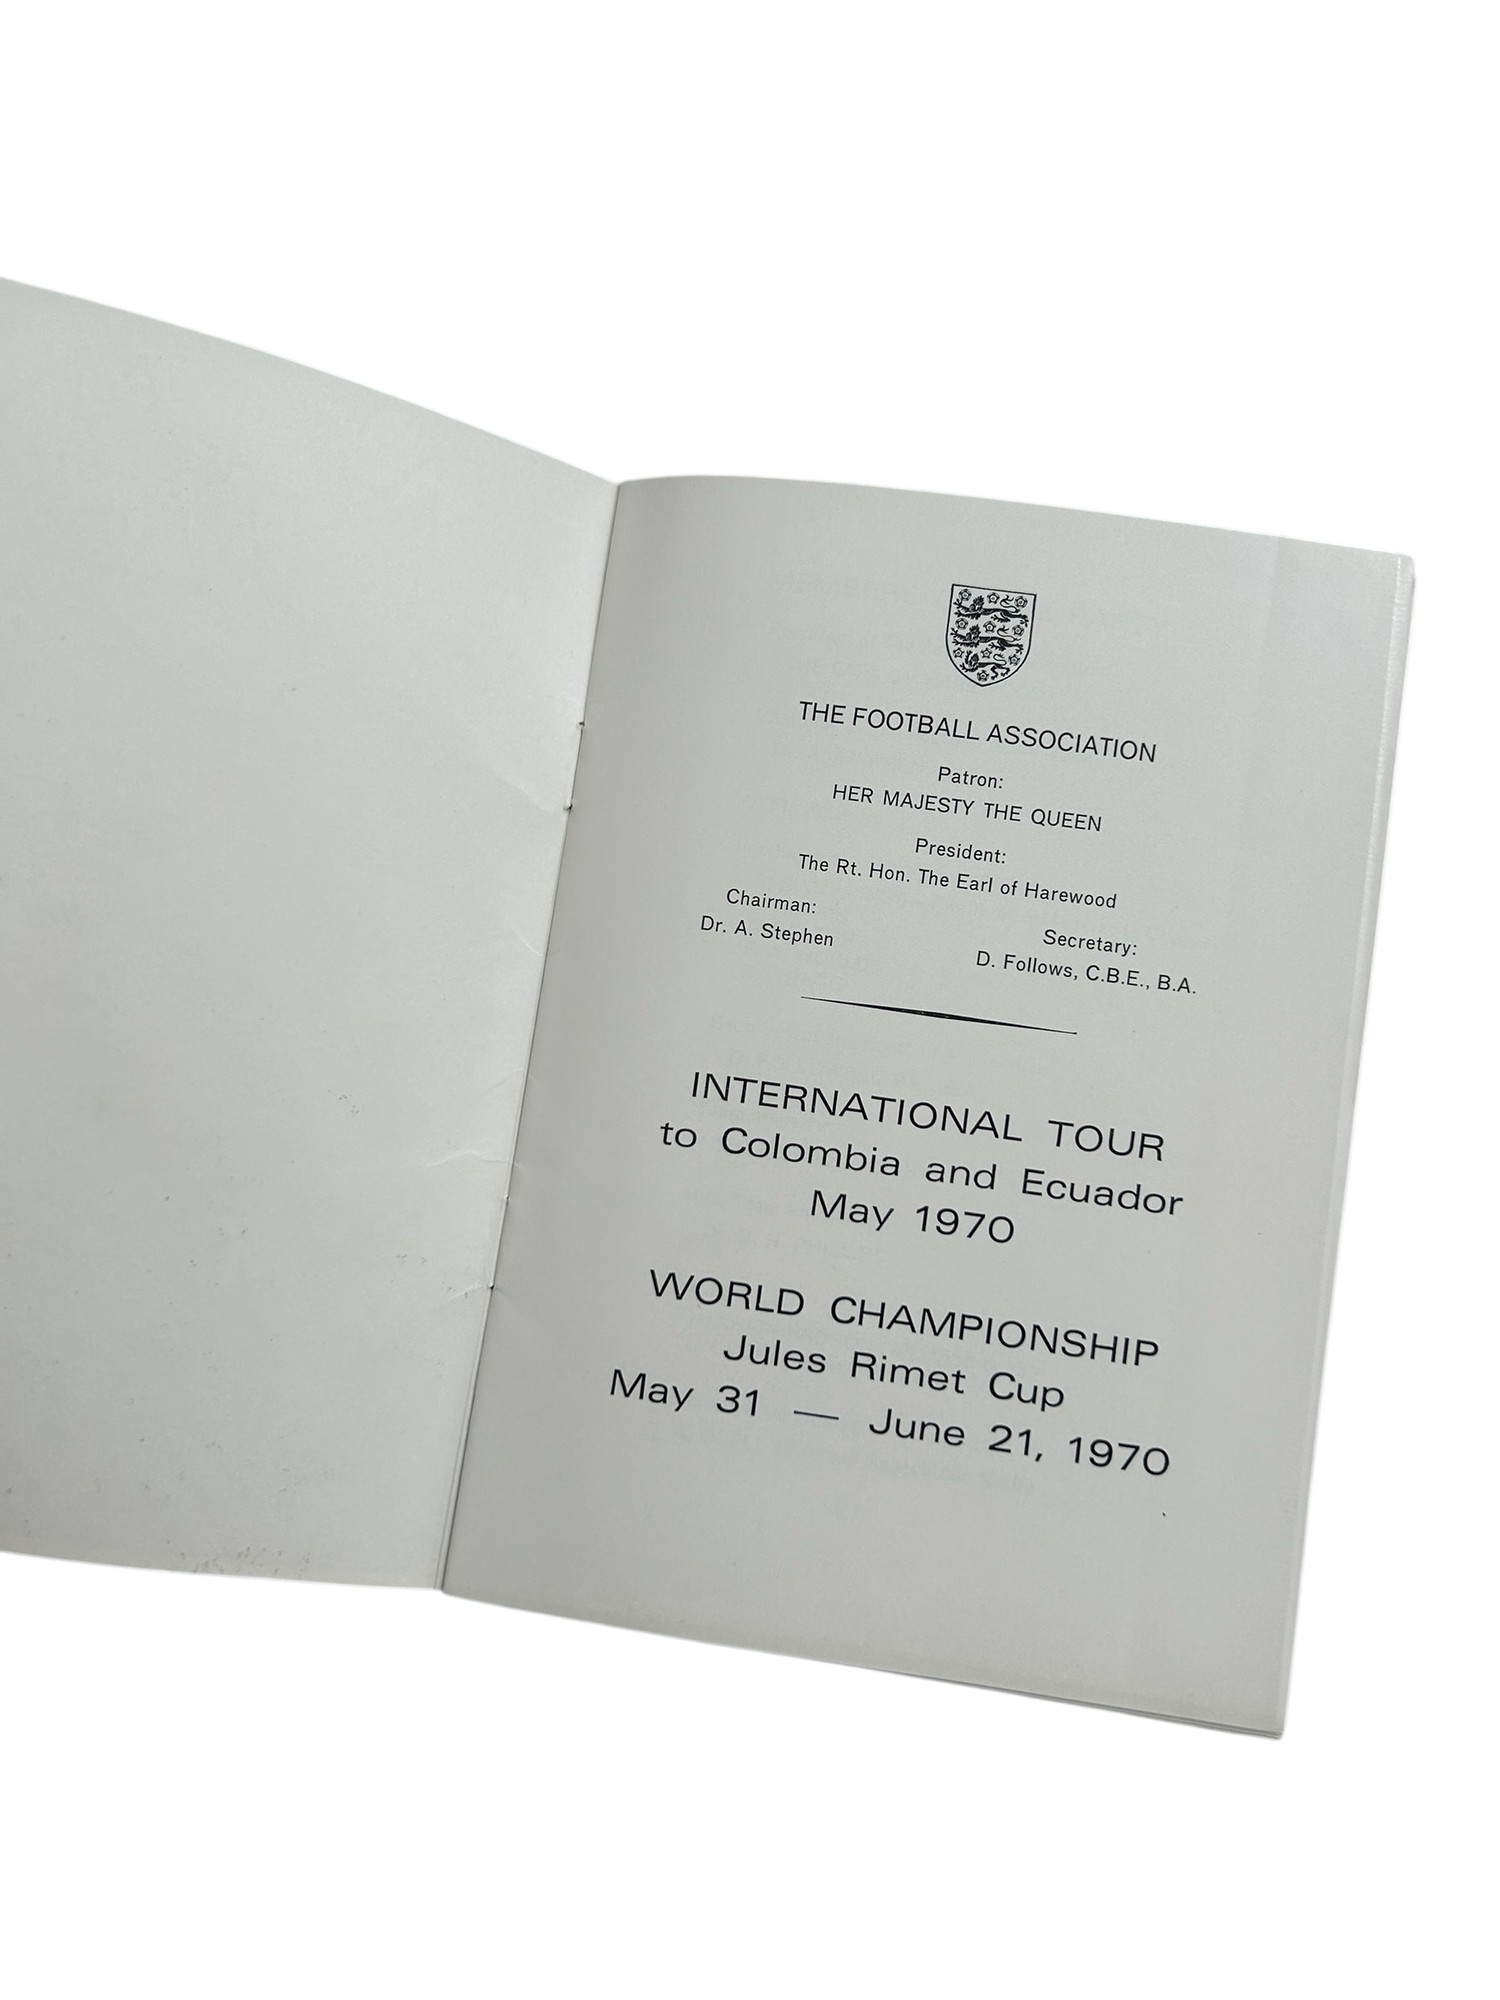 THE FOOTBALL ASSOCIATION
Patron:
HER MAJESTY THE QUEEN
President:
The Rt. Hon. The Earl of Harewood
Chairman:
Dr. A. Stephen
Secretary:
D. Follows, C.B.E., B.A.
INTERNATIONAL TOUR
to Colombia and Ecuador
May 1970
WORLD CHAMPIONSHIP
Jules Rimet Cup
May 31 — June 21, 1970